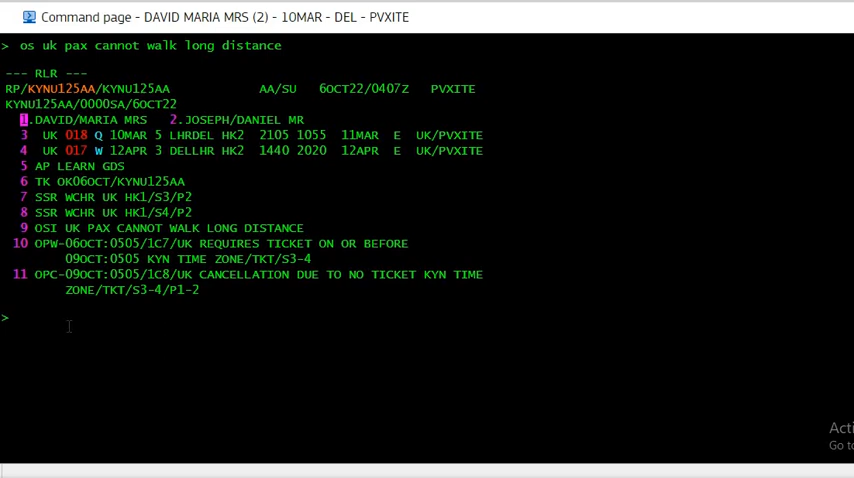 Command page - DAVID MARIA MRS (2) - 10MAR - DEL - PVXITE
> os uk pax cannot walk long distance
--- RLR ---
RP/KYNU125AA/KYNU125AA AA/SU 6OCT22/0407Z PVXITE
KYNU125AA/0000SA/6OCT22
1.DAVID/MARIA MRS 2.JOSEPH/DANIEL MR
3 UK 018 Q 10MAR 5 LHRDEL HK2 2105 1055 11MAR E UK/PVXITE
4 UK 017 W 12APR 3 DELLHR HK2 1440 2020 12APR E UK/PVXITE
5 AP LEARN GDS
6 TK OK06OCT/KYNU125AA
7 SSR WCHR UK HK1/S3/P2
8 SSR WCHR UK HK1/S4/P2
9 OSI UK PAX CANNOT WALK LONG DISTANCE
10 OPW-06OCT:0505/1C7/UK REQUIRES TICKET ON OR BEFORE
09OCT:0505 KYN TIME ZONE/TKT/S3-4
11 OPC-09OCT:0505/1C8/UK CANCELLATION DUE TO NO TICKET KYN TIME
ZONE/TKT/S3-4/P1-2
>
Acti
Go to